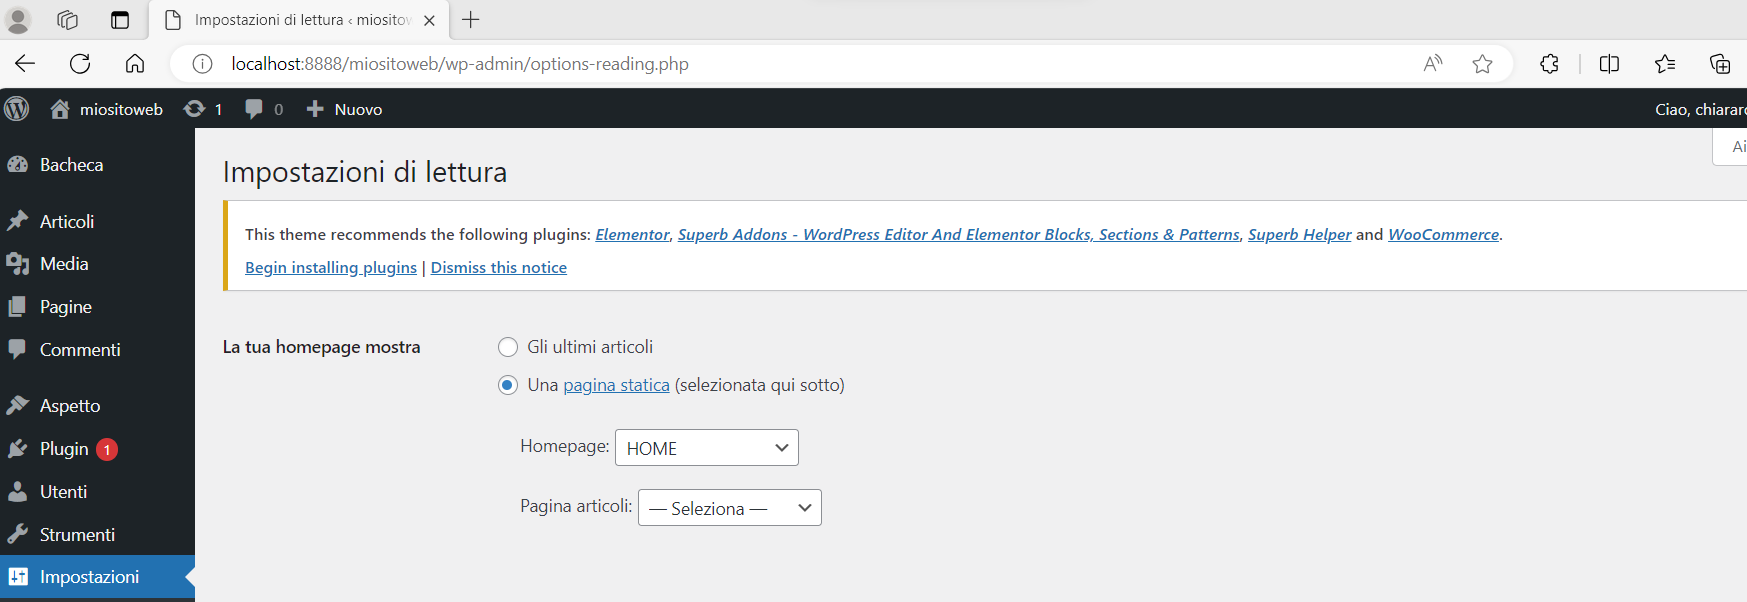 Impostazioni di lettura ‹ miositow
localhost:8888/miositoweb/wp-admin/options-reading.php
miositoweb 1 0 Nuovo
Ciao, chiararo
Ai
Bacheca
Articoli
Media
Pagine
Commenti
Aspetto
Plugin 1
Utenti
Strumenti
Impostazioni
Impostazioni di lettura
This theme recommends the following plugins: Elementor, Superb Addons - WordPress Editor And Elementor Blocks, Sections & Patterns, Superb Helper and WooCommerce.
Begin installing plugins | Dismiss this notice
La tua homepage mostra
Gli ultimi articoli
Una pagina statica (selezionata qui sotto)
Homepage: HOME
Pagina articoli: — Seleziona —